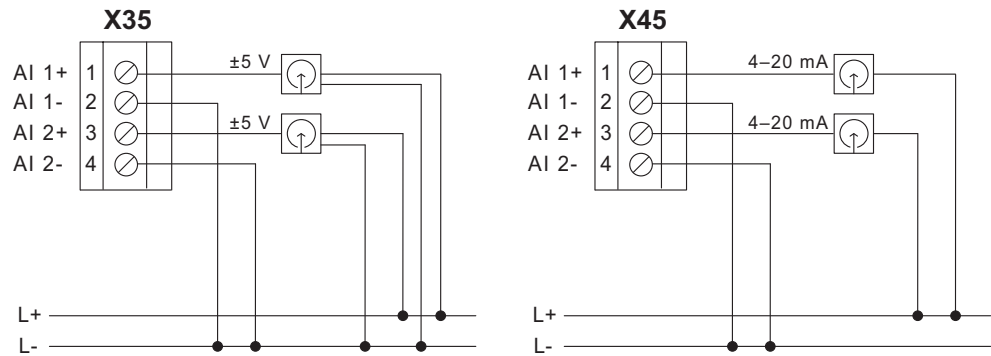 X35
AI 1+ 1 ±5 V
AI 1- 2
AI 2+ 3 ±5 V
AI 2- 4
L+
L-
X45
AI 1+ 1 4–20 mA
AI 1- 2
AI 2+ 3 4–20 mA
AI 2- 4
L+
L-